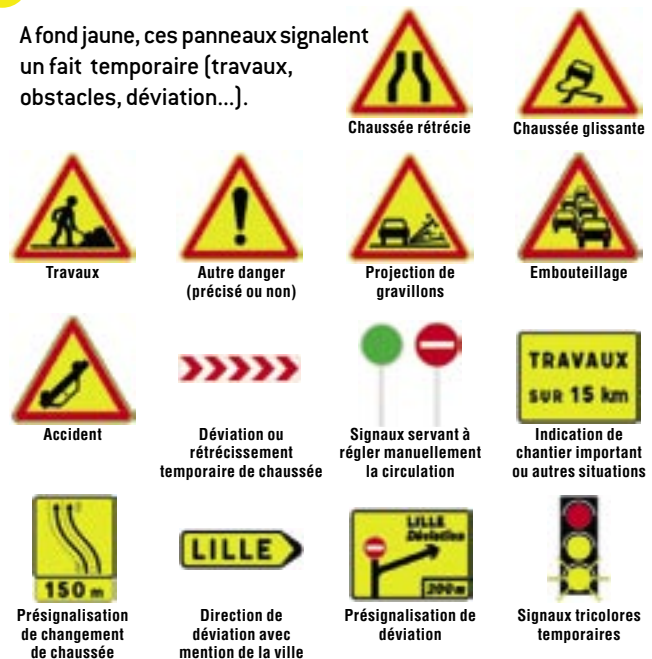 A fond jaune, ces panneaux signalent
un fait temporaire (travaux,
obstacles, déviation...).
Chaussée rétrécie
Chaussée glissante
Travaux
Autre danger
(précisé ou non)
Projection de
gravillons
Embouteillage
TRAVAUX
SUR 15 km
Accident
Déviation ou
rétrécissement
temporaire de chaussée
Signaux servant à
régler manuellement
la circulation
Indication de
chantier important
ou autres situations
150 m
LILLE
LILLE
Déviation
200 m
Présignalisation
de changement
de chaussée
Direction de
déviation avec
mention de la ville
Présignalisation de
déviation
Signaux tricolores
temporaires